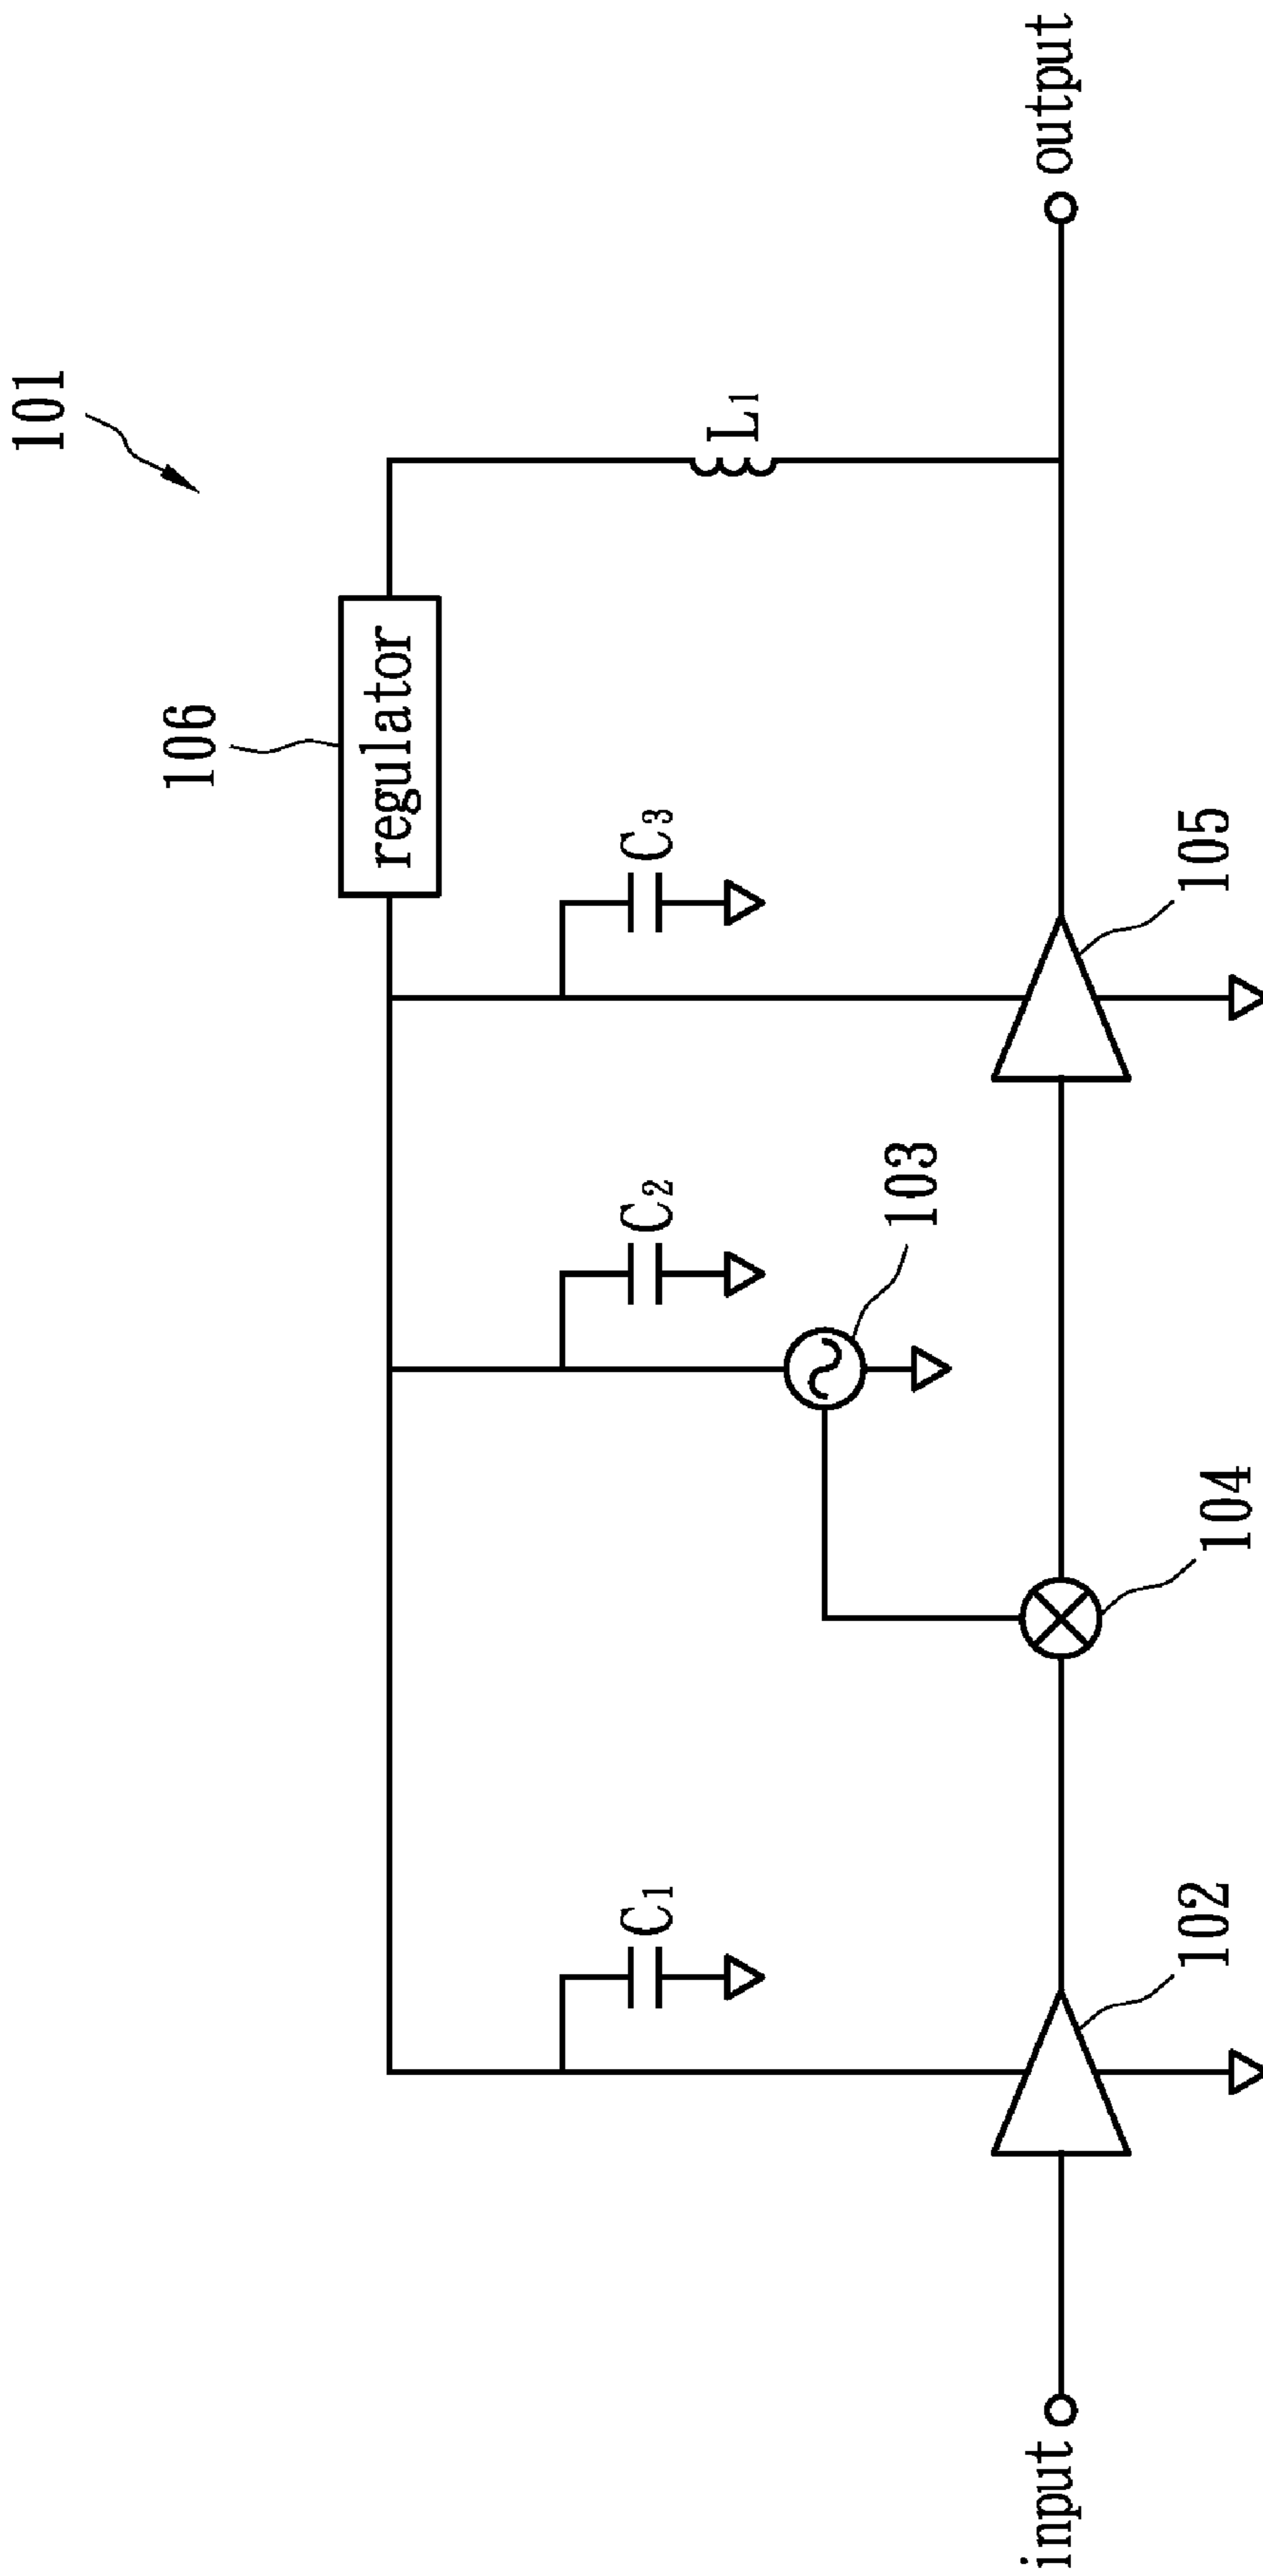 101
106
regulator
L₁
C₁
C₂
C₃
103
input
output
102
104
105